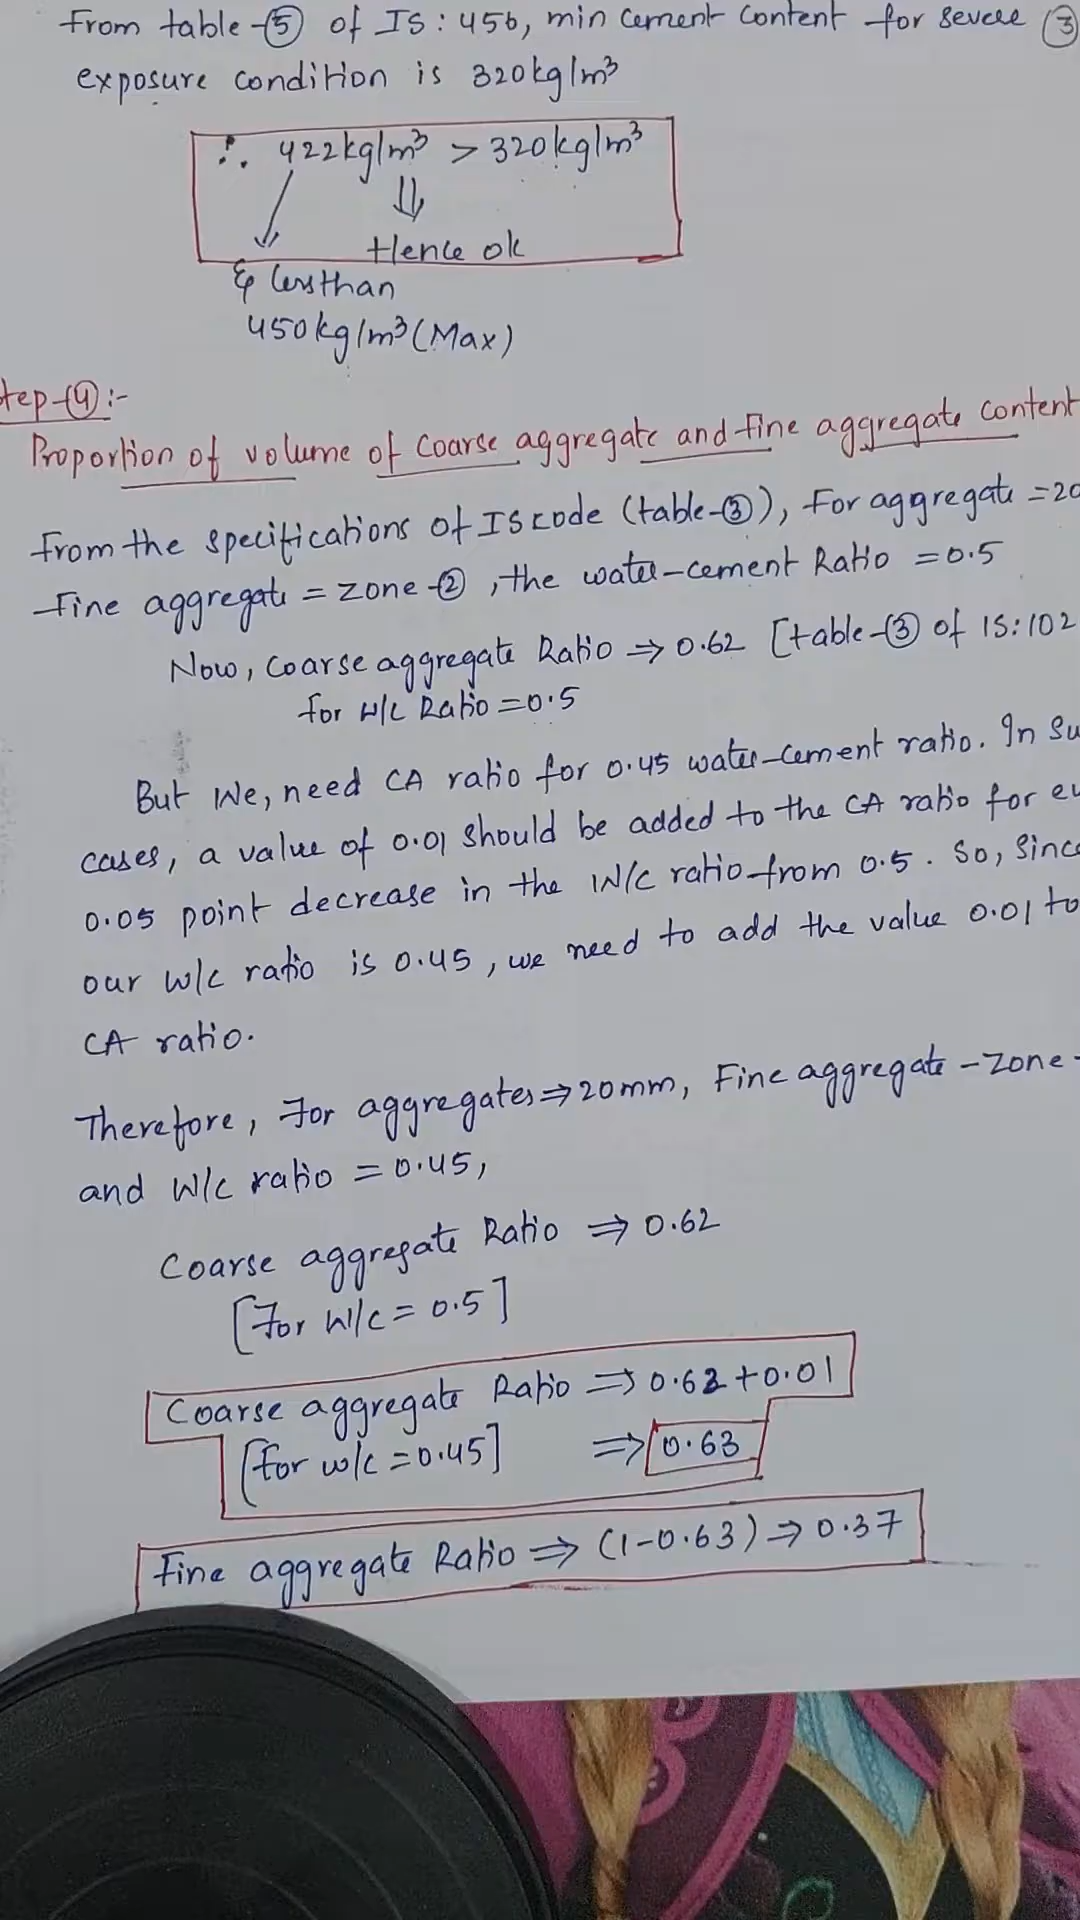 From table-⑤ of IS: 456, min cement content for severe ③
exposure condition is 320kg/m³
∴ 422kg/m³ > 320kg/m³
⇓
Hence ok
& lessthan
450kg/m³(Max)
tep-④:-
Proportion of volume of coarse aggregate and fine aggregate content
From the specifications of IS code (table-③), For aggregate = 20
Fine aggregate = zone-②, the water-cement Ratio = 0.5
Now, coarse aggregate Ratio ⇒ 0.62 [table-③ of IS:102
for W/C Ratio = 0.5
But We, need CA ratio for 0.45 water-cement ratio. In Su
cases, a value of 0.01 should be added to the CA ratio for ev
0.05 point decrease in the W/C ratio from 0.5. So, Since
our W/C ratio is 0.45, we need to add the value 0.01 to
CA ratio.
Therefore, For aggregates ⇒ 20mm, Fine aggregate - Zone -
and W/C ratio = 0.45,
Coarse aggregate Ratio ⇒ 0.62
[For W/C = 0.5]
Coarse aggregate Ratio ⇒ 0.62 + 0.01
[for w/c = 0.45] ⇒ 0.63
Fine aggregate Ratio ⇒ (1-0.63) ⇒ 0.37